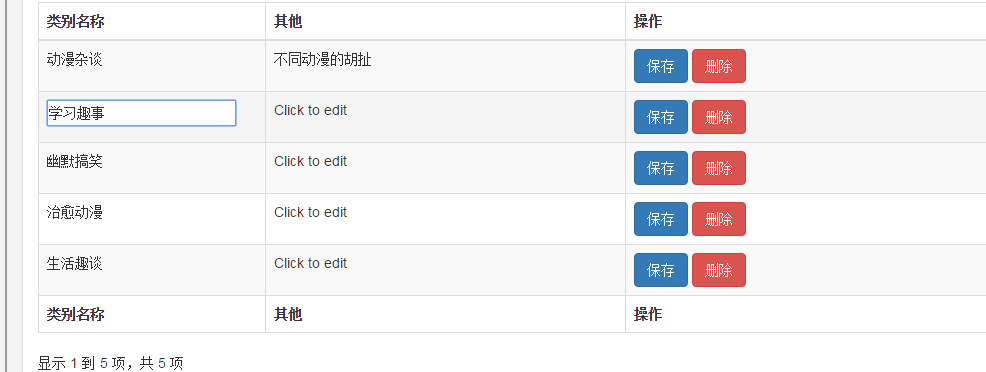 类别名称 其他 操作
动漫杂谈 不同动漫的胡扯 保存 删除
学习趣事 Click to edit 保存 删除
幽默搞笑 Click to edit 保存 删除
治愈动漫 Click to edit 保存 删除
生活趣谈 Click to edit 保存 删除
类别名称 其他 操作
显示 1 到 5 项，共 5 项